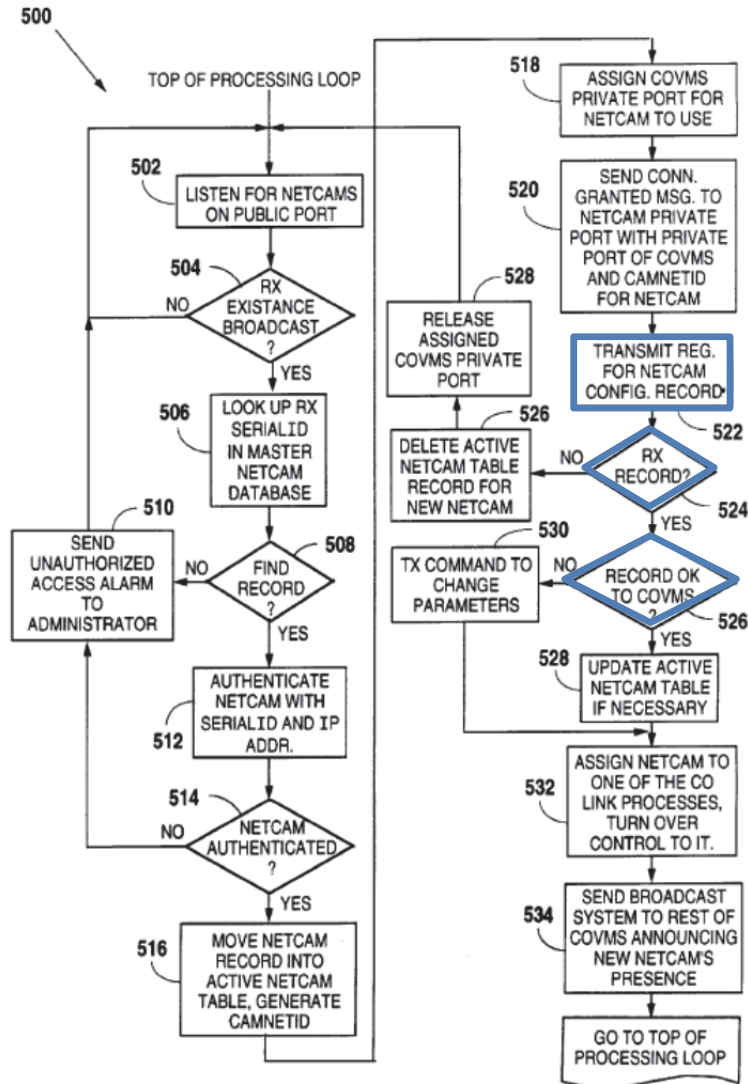 500
TOP OF PROCESSING LOOP
502
LISTEN FOR NETCAMS
ON PUBLIC PORT
504
RX
EXISTANCE
BROADCAST
?
NO
YES
506
LOOK UP RX
SERIALID
IN MASTER
NETCAM
DATABASE
508
FIND
RECORD
?
NO
YES
510
SEND
UNAUTHORIZED
ACCESS ALARM
TO
ADMINISTRATOR
AUTHENTICATE
NETCAM WITH
SERIALID AND IP
ADDR.
512
514
NETCAM
AUTHENTICATED
?
NO
YES
516
MOVE NETCAM
RECORD INTO
ACTIVE NETCAM
TABLE, GENERATE
CAMNETID
518
ASSIGN COVMS
PRIVATE PORT FOR
NETCAM TO USE
520
SEND CONN.
GRANTED MSG. TO
NETCAM PRIVATE
PORT WITH PRIVATE
PORT OF COVMS
AND CAMNETID
FOR NETCAM
TRANSMIT REG.
FOR NETCAM
CONFIG. RECORD
522
RX
RECORD?
524
NO
YES
526
DELETE ACTIVE
NETCAM TABLE
RECORD FOR
NEW NETCAM
528
RELEASE
ASSIGNED
COVMS PRIVATE
PORT
RECORD OK
TO COVMS
?
526
NO
YES
530
TX COMMAND TO
CHANGE
PARAMETERS
528
UPDATE ACTIVE
NETCAM TABLE
IF NECESSARY
532
ASSIGN NETCAM TO
ONE OF THE CO
LINK PROCESSES,
TURN OVER
CONTROL TO IT.
534
SEND BROADCAST
SYSTEM TO REST OF
COVMS ANNOUNCING
NEW NETCAM'S
PRESENCE
GO TO TOP OF
PROCESSING LOOP